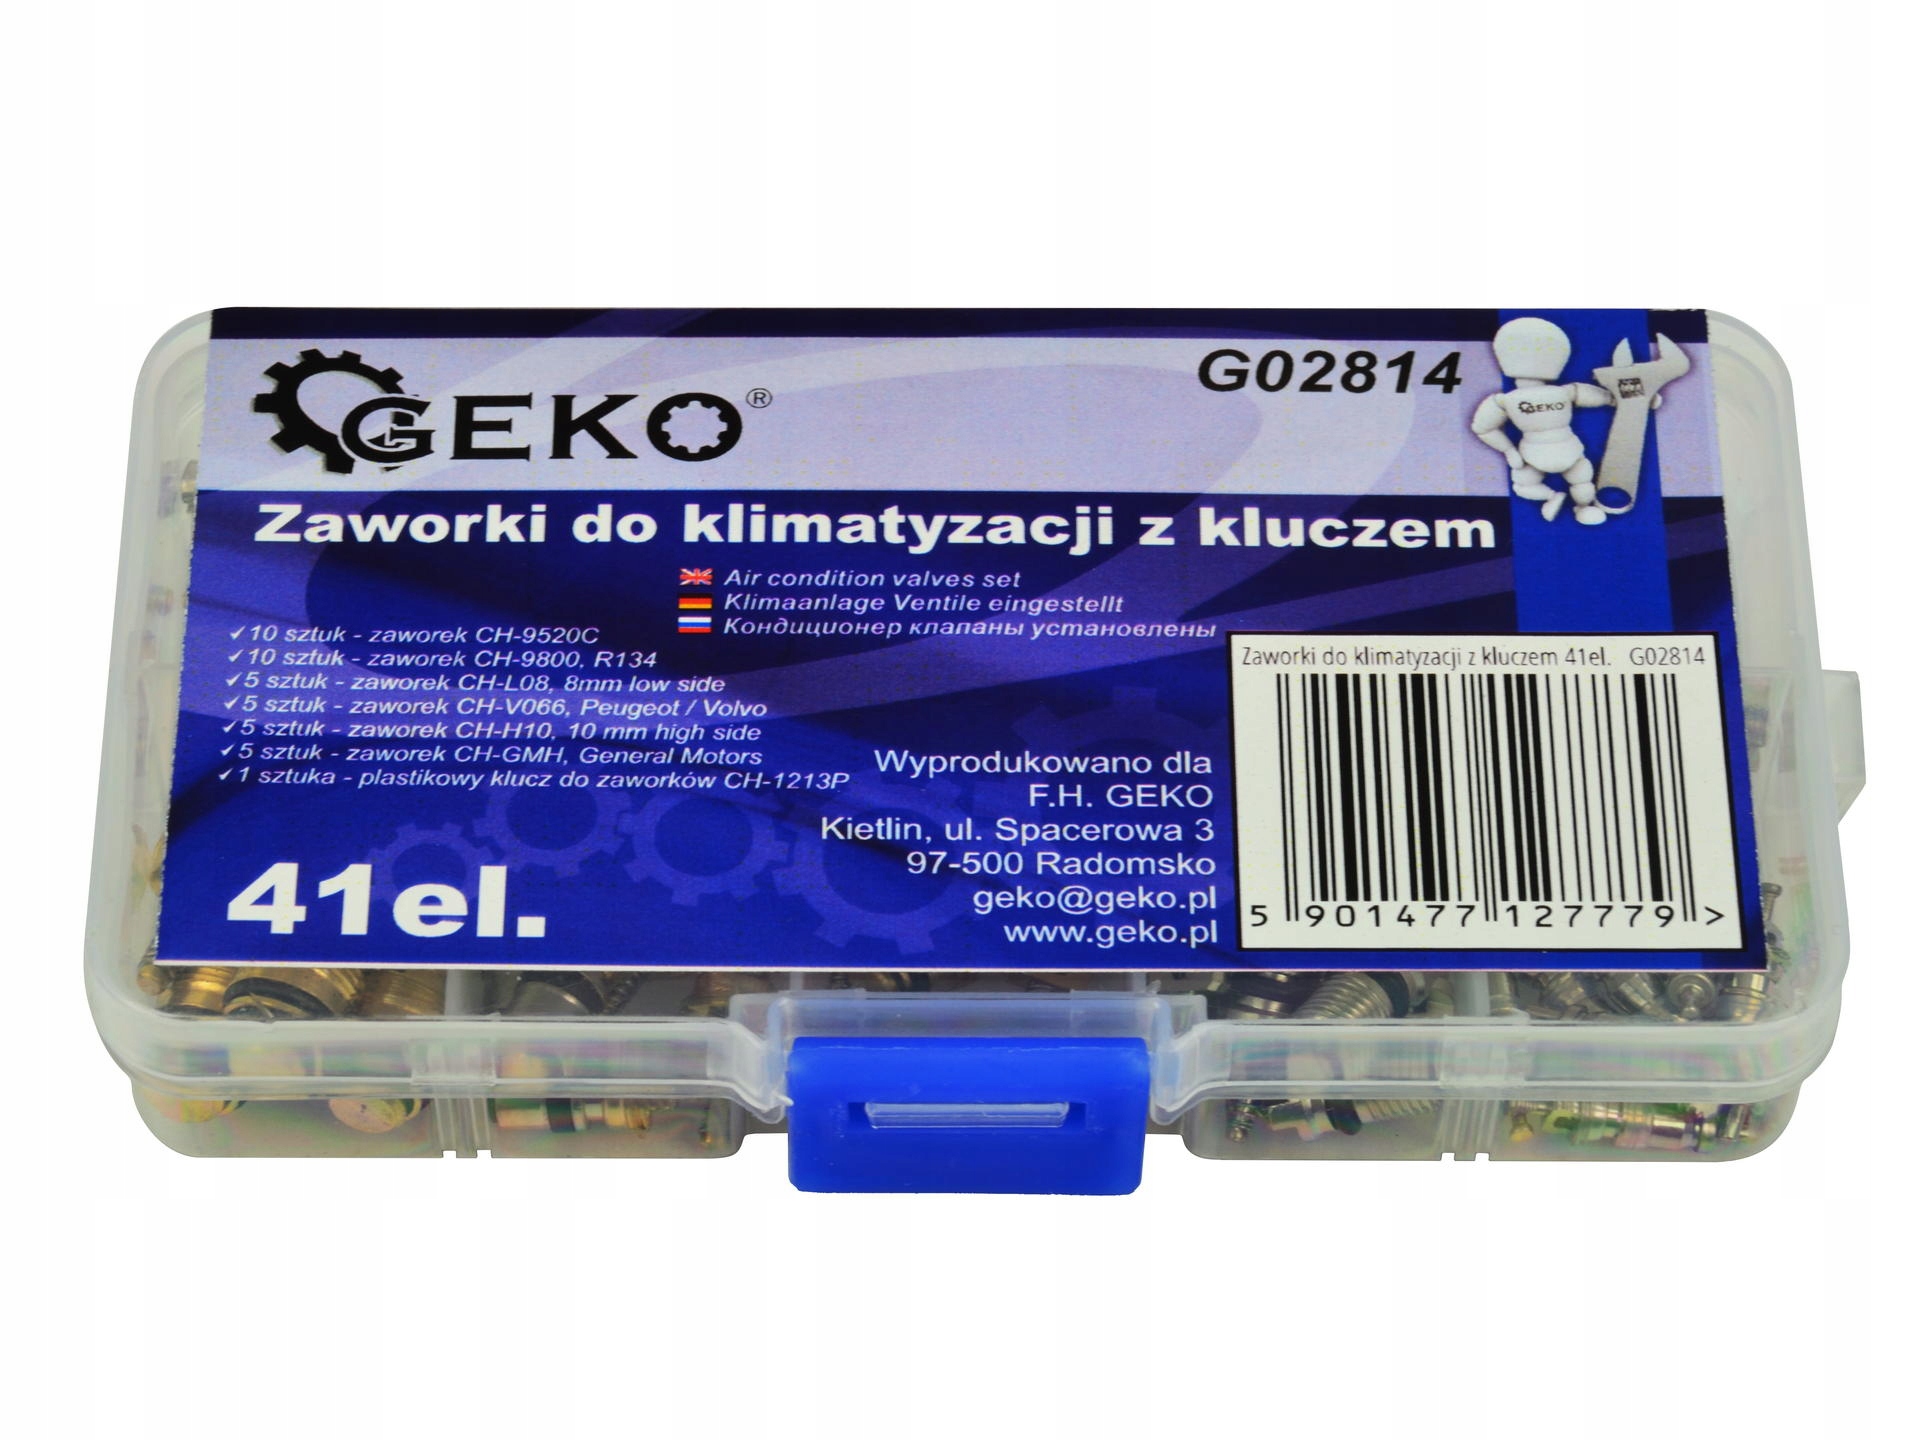 GEKO®
G02814
GEKO
Zaworki do klimatyzacji z kluczem
Air condition valves set
Klimaanlage Ventile eingestellt
Кондиционер клапаны установлены
✓10 sztuk - zaworek CH-9520C
✓10 sztuk - zaworek CH-9800, R134
✓5 sztuk - zaworek CH-L08, 8mm low side
✓5 sztuk - zaworek CH-V066, Peugeot / Volvo
✓5 sztuk - zaworek CH-H10, 10 mm high side
✓5 sztuk - zaworek CH-GMH, General Motors
✓1 sztuka - plastikowy klucz do zaworków CH-1213P
41el.
Wyprodukowano dla
F.H. GEKO
Kietlin, ul. Spacerowa 3
97-500 Radomsko
geko@geko.pl
www.geko.pl
Zaworki do klimatyzacji z kluczem 41el. G02814
5 901477 127779 >